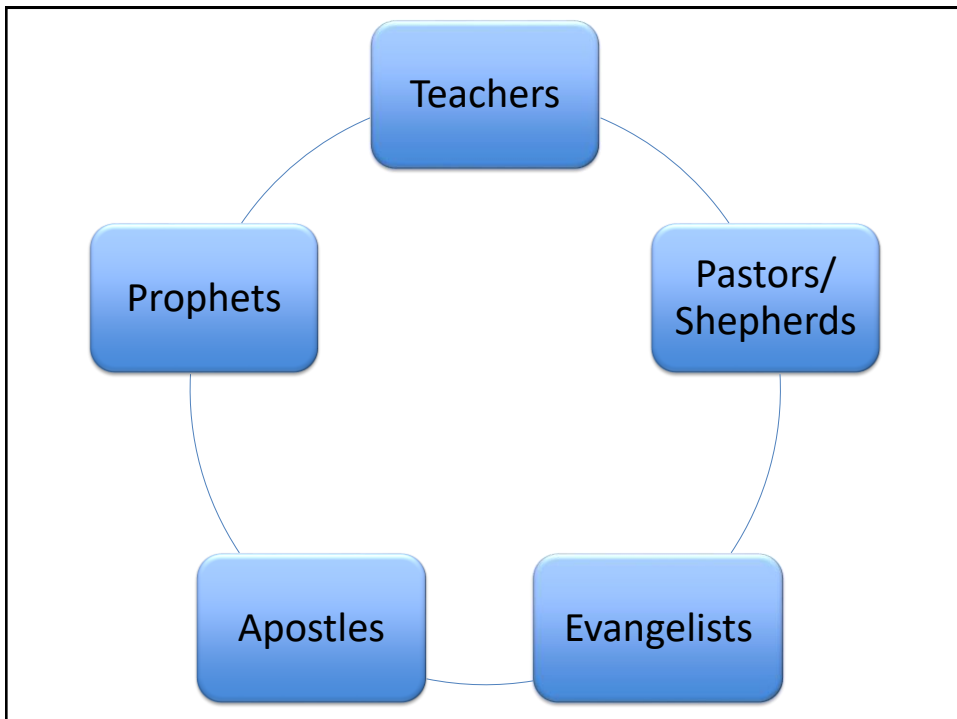 Teachers
Prophets
Pastors/
Shepherds
Apostles
Evangelists